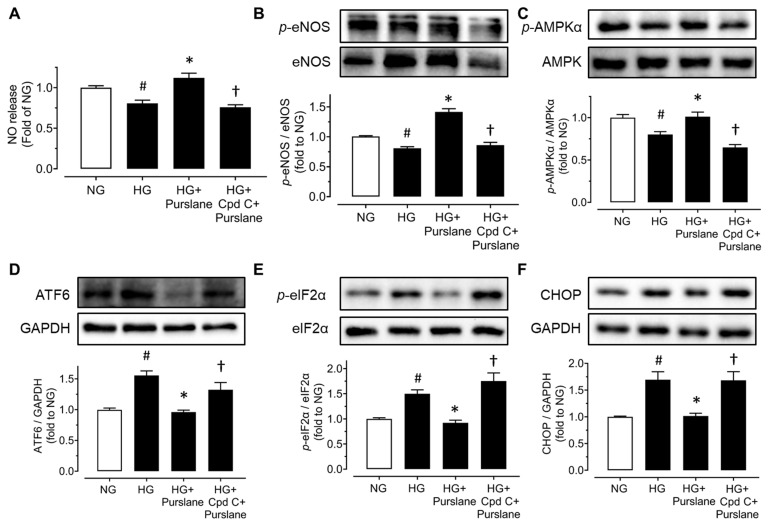 A
NO release
(Fold of NG)
1.5
1.0
0.5
0.0
#
*
†
NG
HG
HG+
Purslane
HG+
Cpd C+
Purslane
B
p-eNOS
eNOS
p-eNOS / eNOS
(fold to NG)
1.5
1.0
0.5
0.0
#
*
†
NG
HG
HG+
Purslane
HG+
Cpd C+
Purslane
C
p-AMPKα
AMPK
p-AMPKα / AMPKα
(fold to NG)
1.5
1.0
0.5
0.0
#
*
†
NG
HG
HG+
Purslane
HG+
Cpd C+
Purslane
D
ATF6
GAPDH
ATF6 / GAPDH
(fold to NG)
1.5
1.0
0.5
0.0
#
*
†
NG
HG
HG+
Purslane
HG+
Cpd C+
Purslane
E
p-eIF2α
eIF2α
p-eIF2α / eIF2α
(fold to NG)
2.0
1.5
1.0
0.5
0.0
#
*
†
NG
HG
HG+
Purslane
HG+
Cpd C+
Purslane
F
CHOP
GAPDH
CHOP / GAPDH
(fold to NG)
2.0
1.5
1.0
0.5
0.0
#
*
†
NG
HG
HG+
Purslane
HG+
Cpd C+
Purslane